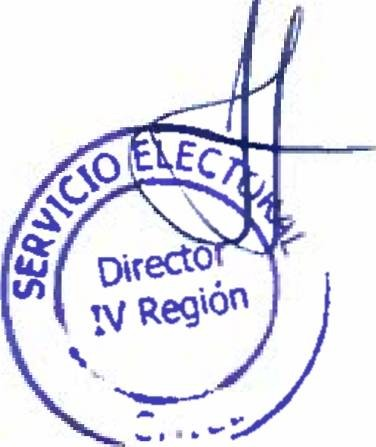 SERVICIO ELECTORAL
Director
IV Región